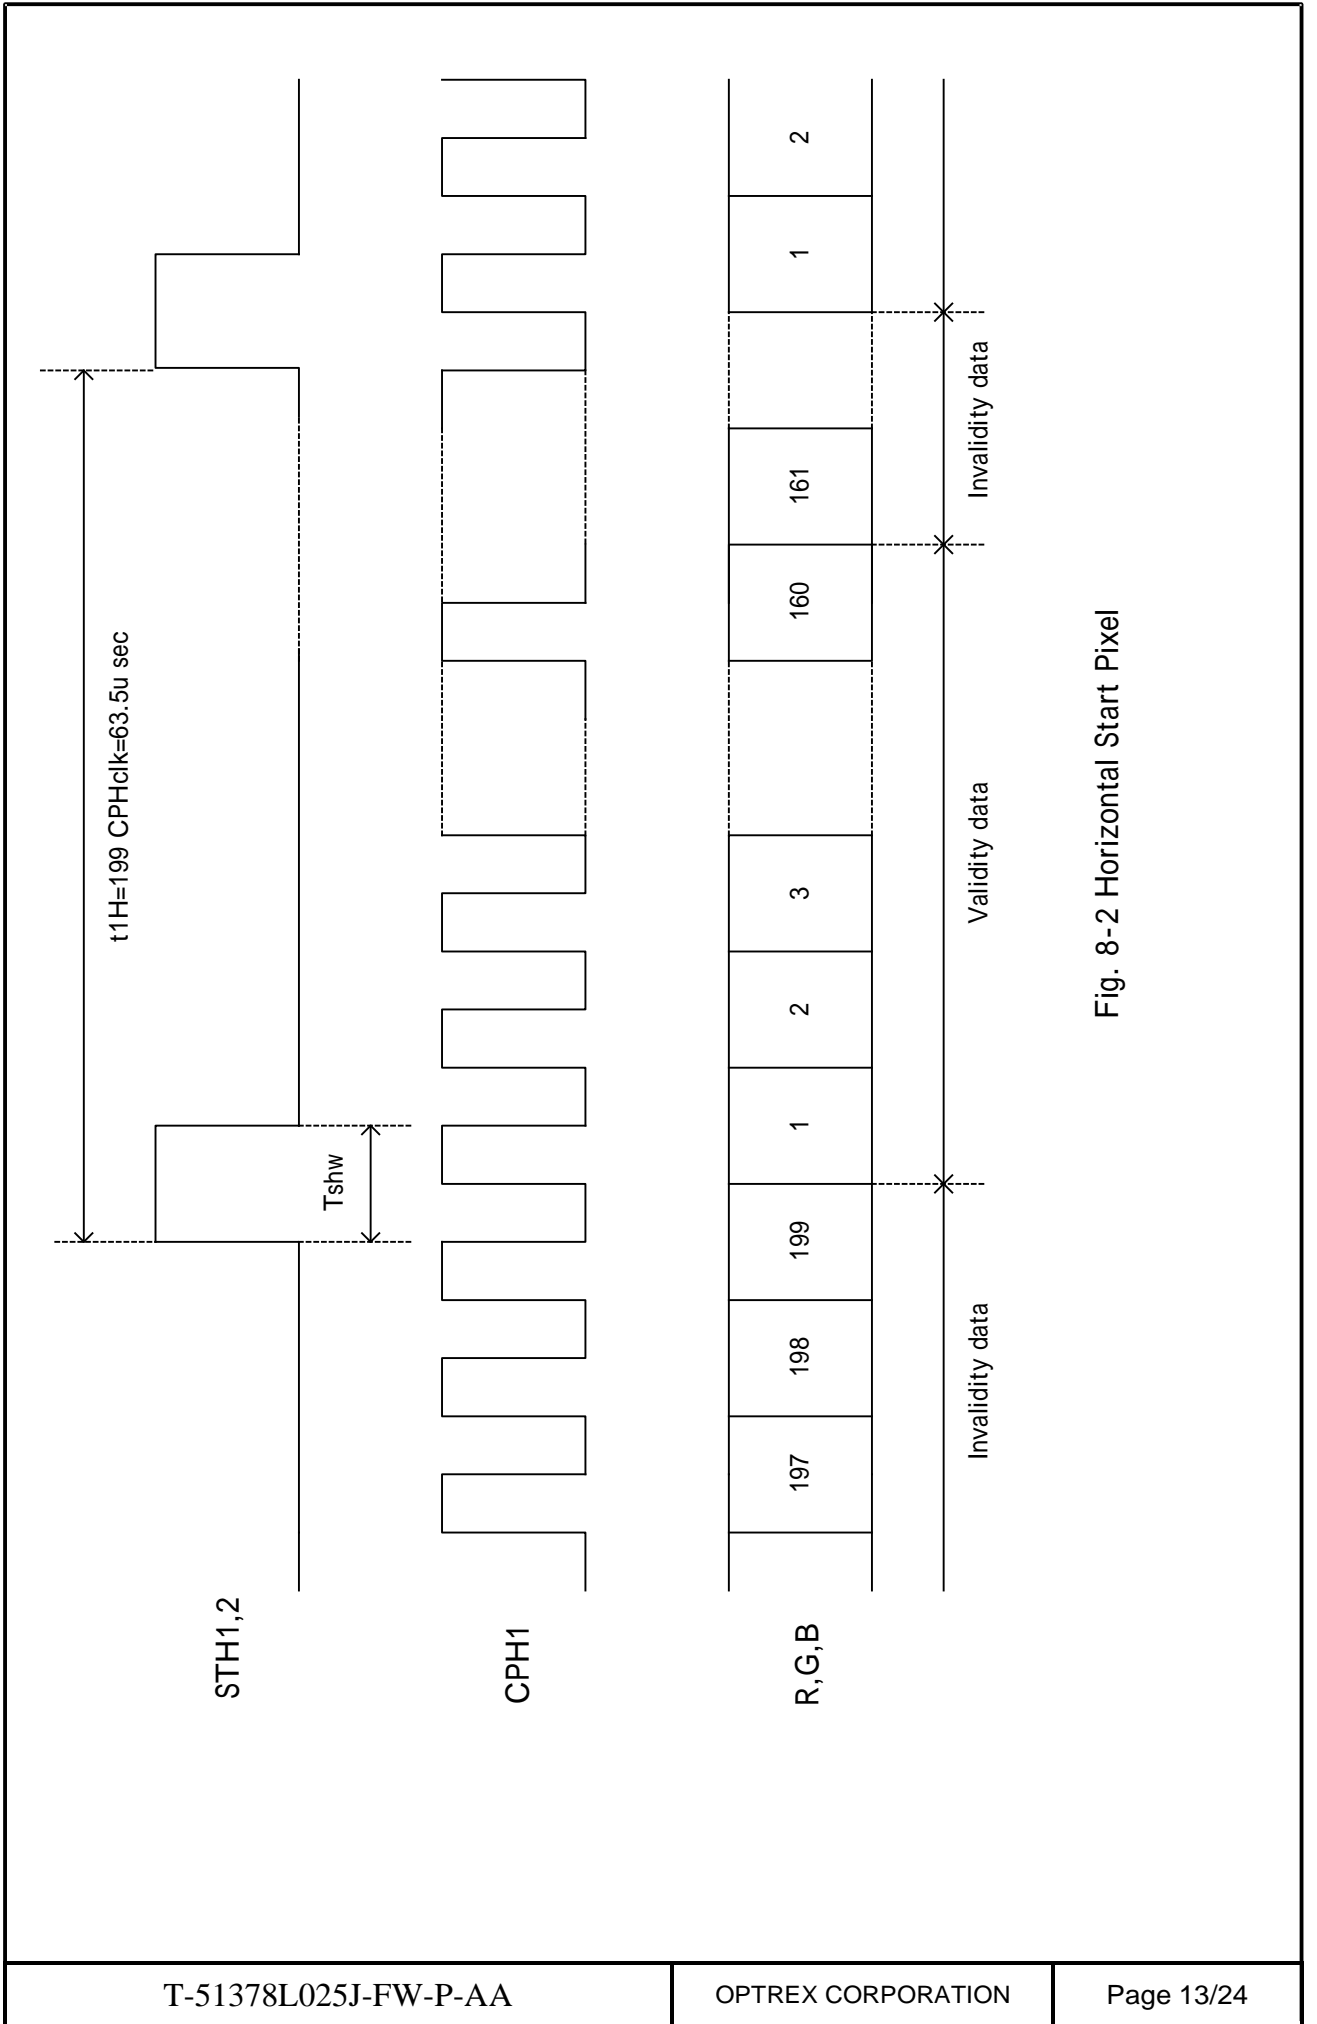 t1H=199 CPHclk=63.5u sec
STH1,2
Tshw
CPH1
R,G,B
197
198
199
1
2
3
160
161
1
2
Invalidity data
Validity data
Invalidity data
Fig. 8-2 Horizontal Start Pixel
T-51378L025J-FW-P-AA
OPTREX CORPORATION
Page 13/24